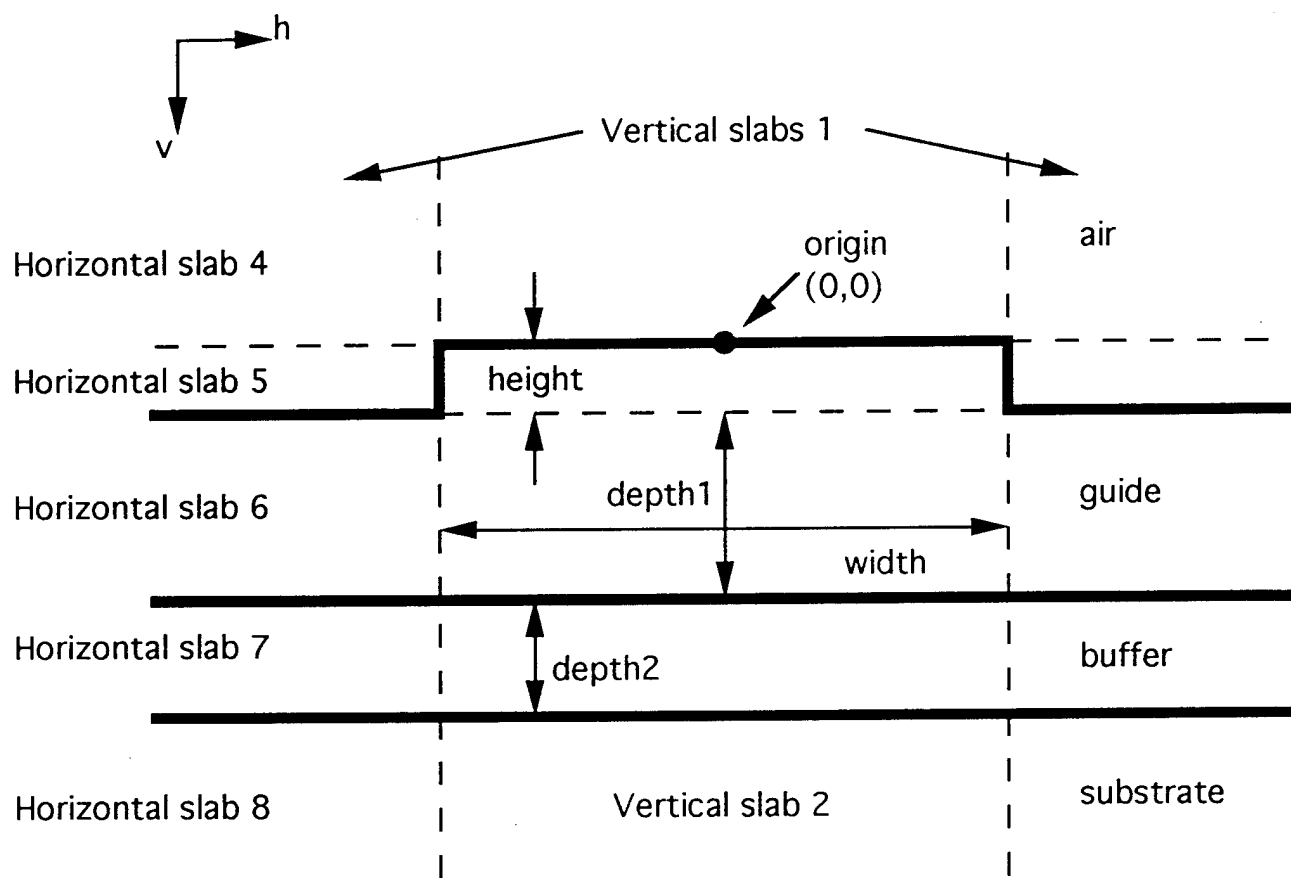 h
v
Vertical slabs 1
air
origin
(0,0)
Horizontal slab 4
Horizontal slab 5
height
Horizontal slab 6
depth1
guide
width
Horizontal slab 7
depth2
buffer
Horizontal slab 8
Vertical slab 2
substrate